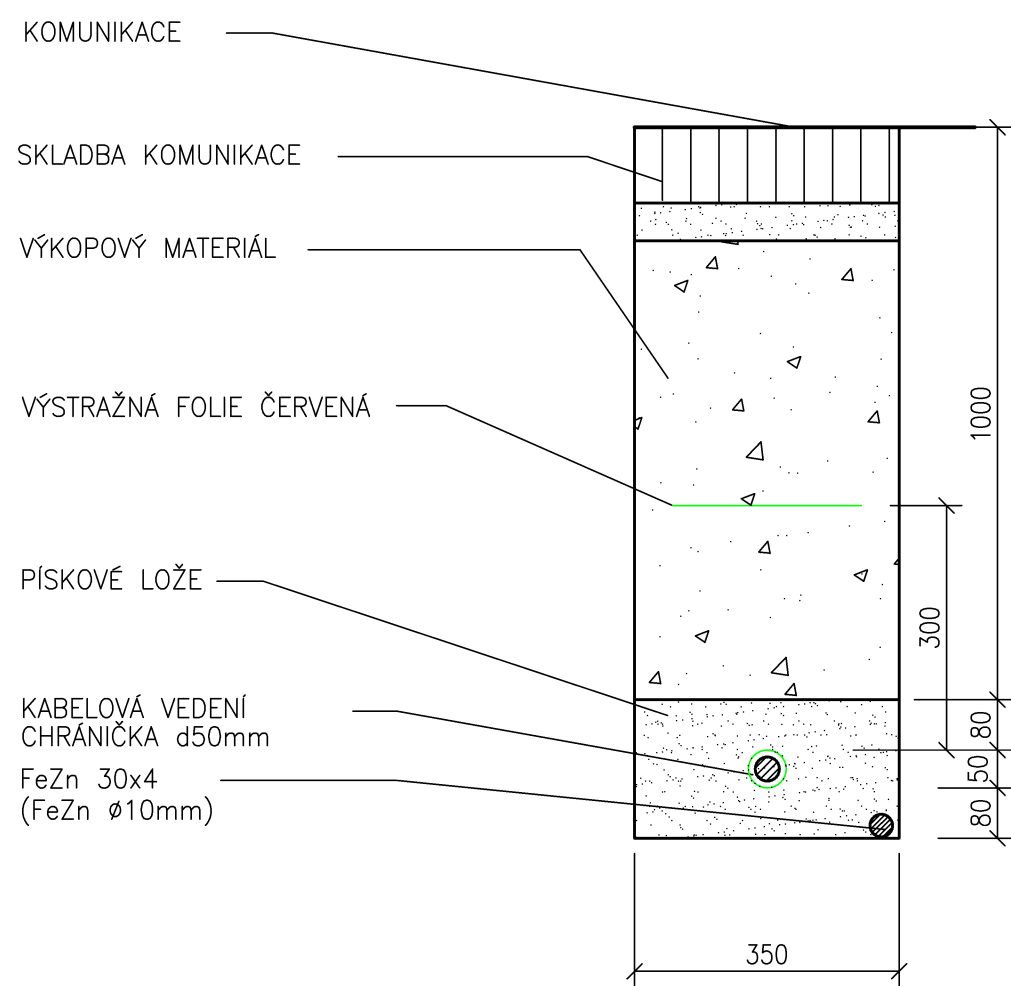 KOMUNIKACE
SKLADBA KOMUNIKACE
VÝKOPOVÝ MATERIÁL
VÝSTRAŽNÁ FOLIE ČERVENÁ
PÍSKOVÉ LOŽE
KABELOVÁ VEDENÍ
CHRÁNIČKA d50mm
FeZn 30x4
(FeZn Ø10mm)
1000
300
80
50
80
350